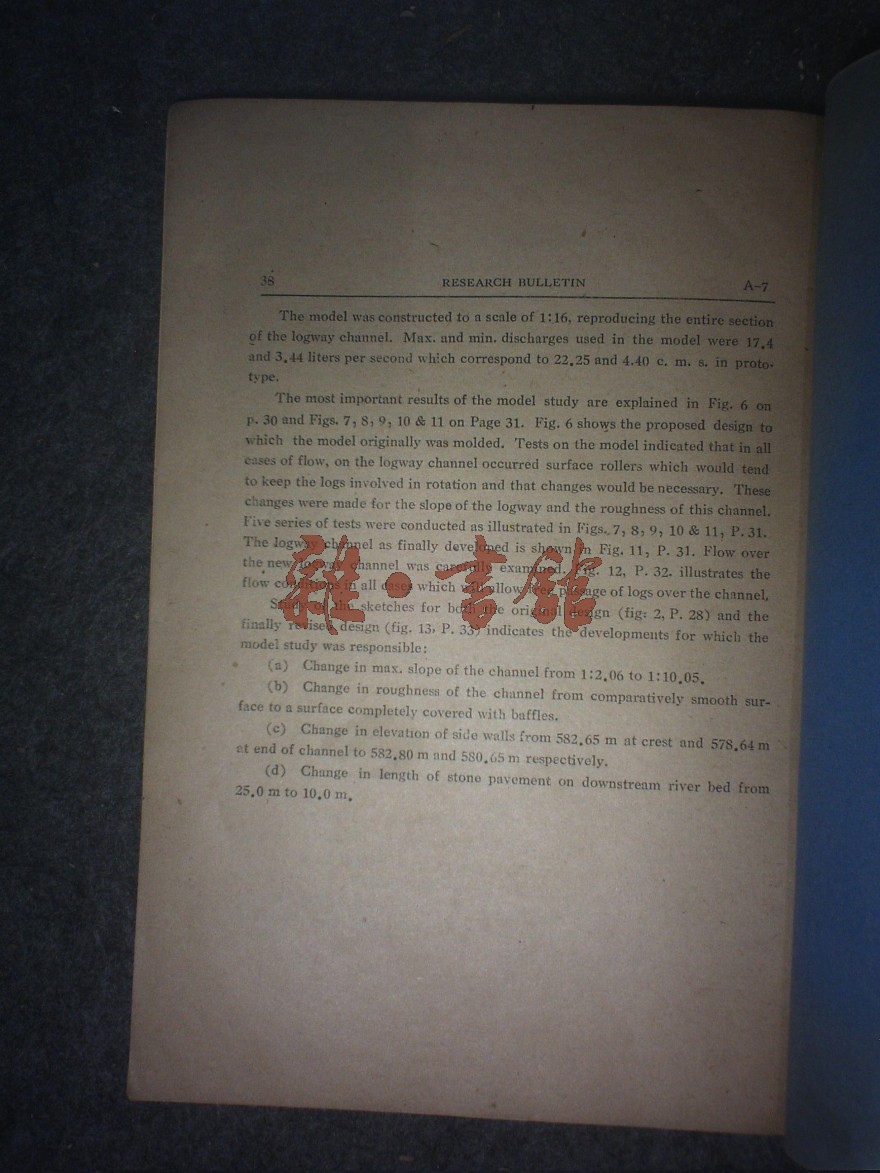 38 RESEARCH BULLETIN A-7
The model was constructed to a scale of 1:16, reproducing the entire section
of the logway channel. Max. and min. discharges used in the model were 17.4
and 3.44 liters per second which correspond to 22.25 and 4.40 c. m. s. in proto-
type.
The most important results of the model study are explained in Fig. 6 on
p. 30 and Figs. 7, 8, 9, 10 & 11 on Page 31. Fig. 6 shows the proposed design to
which the model originally was molded. Tests on the model indicated that in all
cases of flow, on the logway channel occurred surface rollers which would tend
to keep the logs involved in rotation and that changes would be necessary. These
changes were made for the slope of the logway and the roughness of this channel.
Five series of tests were conducted as illustrated in Figs. 7, 8, 9, 10 & 11, P. 31.
The logway channel as finally developed is shown in Fig. 11, P. 31. Flow over
the new logway channel was carefully examined. Fig. 12, P. 32. illustrates the
flow conditions in all cases which will allow free passage of logs over the channel.
Study of the sketches for both the original design (fig: 2, P. 28) and the
finally revised design (fig. 13, P. 33) indicates the developments for which the
model study was responsible:
(a) Change in max. slope of the channel from 1:2.06 to 1:10.05.
(b) Change in roughness of the channel from comparatively smooth sur-
face to a surface completely covered with baffles.
(c) Change in elevation of side walls from 582.65 m at crest and 578.64 m
at end of channel to 582.80 m and 580.65 m respectively.
(d) Change in length of stone pavement on downstream river bed from
25.0 m to 10.0 m.
雜·書館